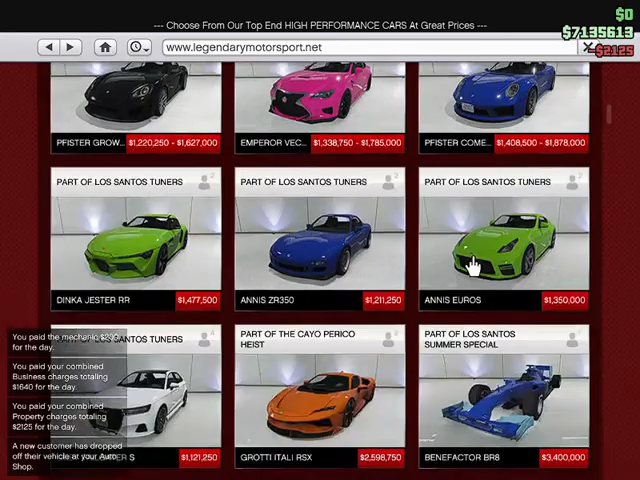 --- Choose From Our Top End HIGH PERFORMANCE CARS At Great Prices ---
$0
$7135613
-$2125
www.legendarymotorsport.net
PFISTER GROW... $1,220,250 - $1,627,000
EMPEROR VEC... $1,338,750 - $1,785,000
PFISTER COME... $1,408,500 - $1,878,000
PART OF LOS SANTOS TUNERS 2
PART OF LOS SANTOS TUNERS 2
PART OF LOS SANTOS TUNERS
DINKA JESTER RR $1,477,500
ANNIS ZR350 $1,211,250
ANNIS EUROS $1,350,000
LOS SANTOS TUNERS 4
PART OF THE CAYO PERICO
HEIST
PART OF LOS SANTOS
SUMMER SPECIAL
You paid the mechanic
for the day.
You paid your combined
Business charges totaling
$1640 for the day.
You paid your combined
Property charges totaling
$2125 for the day.
A new customer has dropped
off their vehicle at your Auto
Shop.
S $1,121,250
GROTTI ITALI RSX $2,598,750
BENEFACTOR BR8 $3,400,000